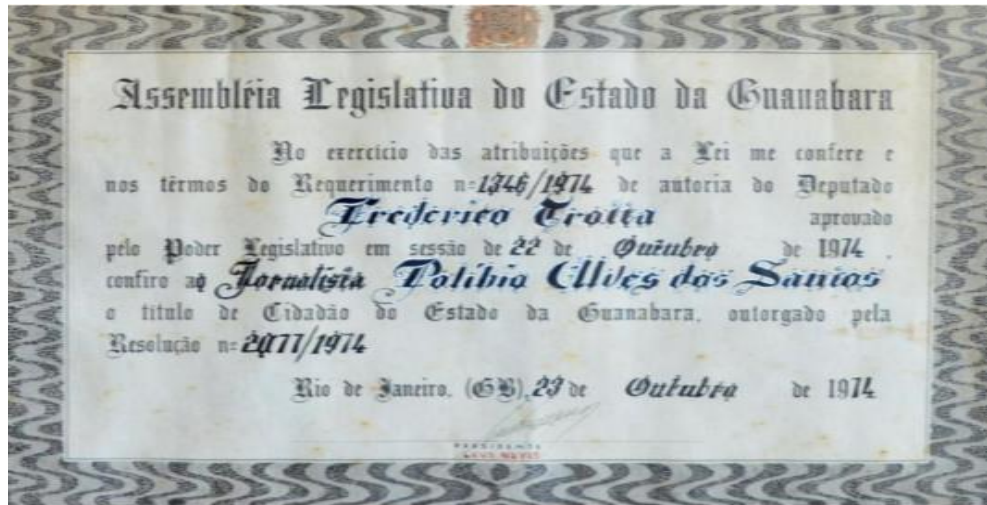 Assembléia Legislativa do Estado da Guanabara
No exercício das atribuições que a Lei me confere e
nos têrmos do Requerimento n= 1346/1974 de autoria do Deputado
Frederico Trotta aprovado
pelo Poder Legislativo em sessão de 22 de Outubro de 1974,
confiro ao Jornalista Polibio Alves dos Santos
o titulo de Cidadão do Estado da Guanabara, outorgado pela
Resolução n= 2077/1974
Rio de Janeiro, (GB), 23 de Outubro de 1974
PRESIDENTE
LEVY NEVES